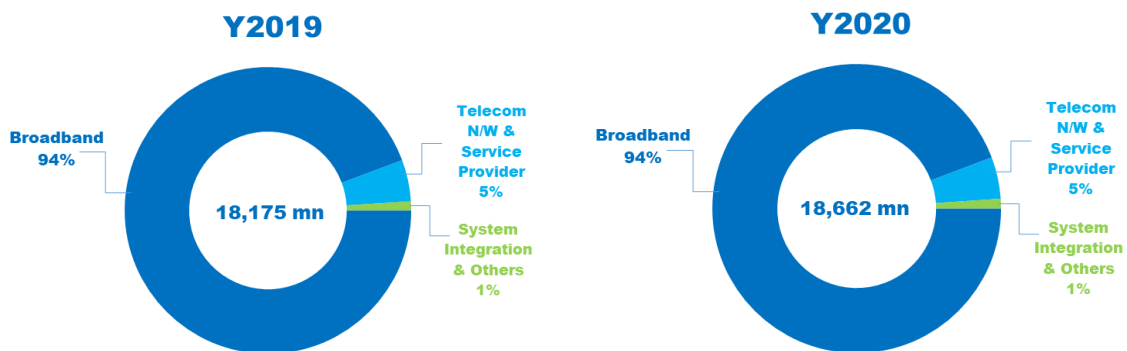 Y2019
Broadband
94%
Telecom
N/W &
Service
Provider
5%
18,175 mn
System
Integration
& Others
1%
Y2020
Broadband
94%
Telecom
N/W &
Service
Provider
5%
18,662 mn
System
Integration
& Others
1%